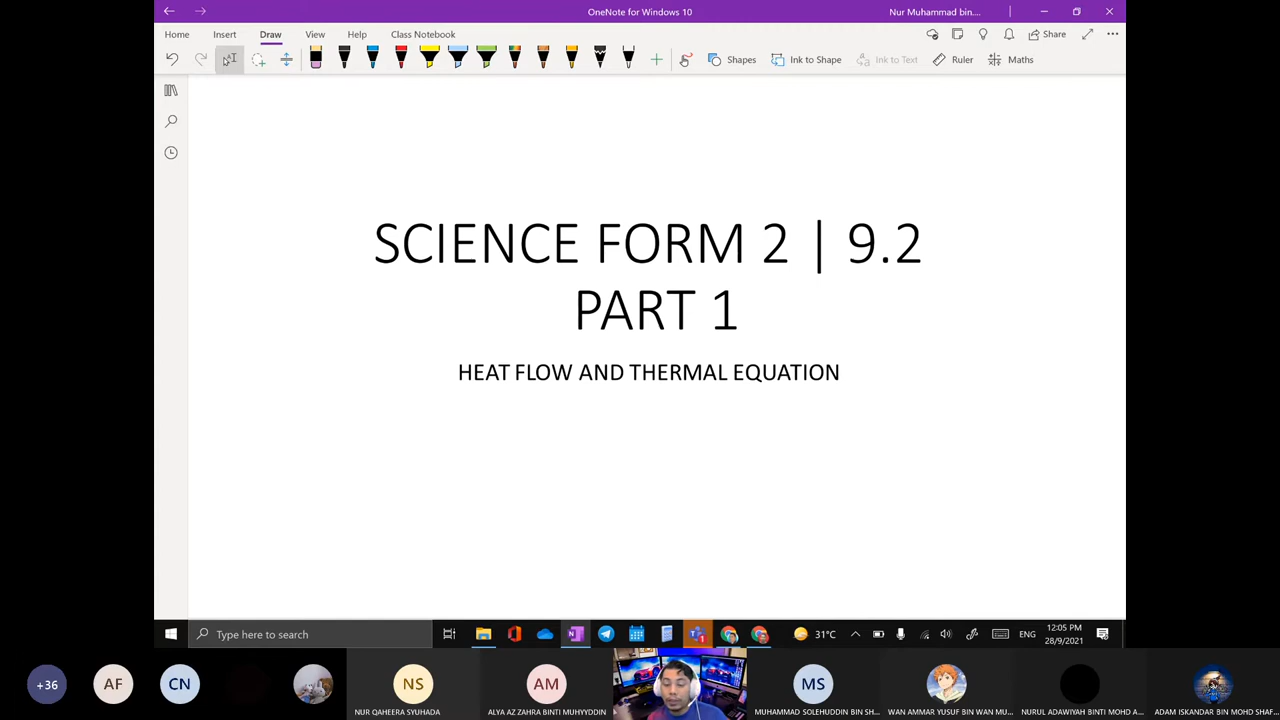 OneNote for Windows 10
Nur Muhammad bin....
Home
Insert
Draw
View
Help
Class Notebook
Share
Shapes
Ink to Shape
Ink to Text
Ruler
Maths
SCIENCE FORM 2 | 9.2
PART 1
HEAT FLOW AND THERMAL EQUATION
Type here to search
31°C
ENG
12:05 PM
28/9/2021
+36
AF
CN
NS
AM
MS
NUR QAHEERA SYUHADA
ALYA AZ ZAHRA BINTI MUHYYDDIN
MUHAMMAD SOLEHUDDIN BIN SH...
WAN AMMAR YUSUF BIN WAN MU...
NURUL ADAWIYAH BINTI MOHD A...
ADAM ISKANDAR BIN MOHD SHAF...